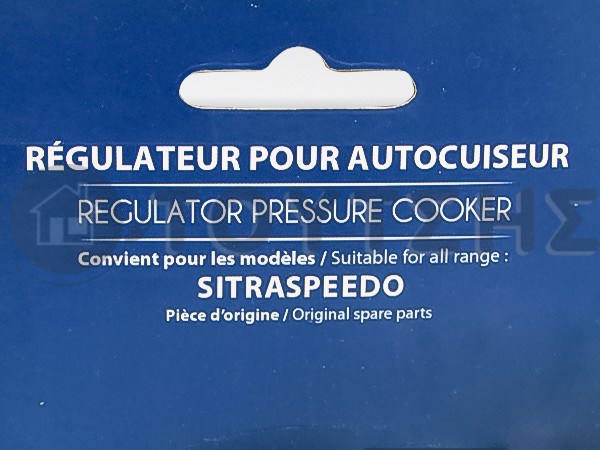 RÉGULATEUR POUR AUTOCUISEUR
REGULATOR PRESSURE COOKER
Convient pour les modèles / Suitable for all range :
SITRASPEEDO
Pièce d'origine / Original spare parts